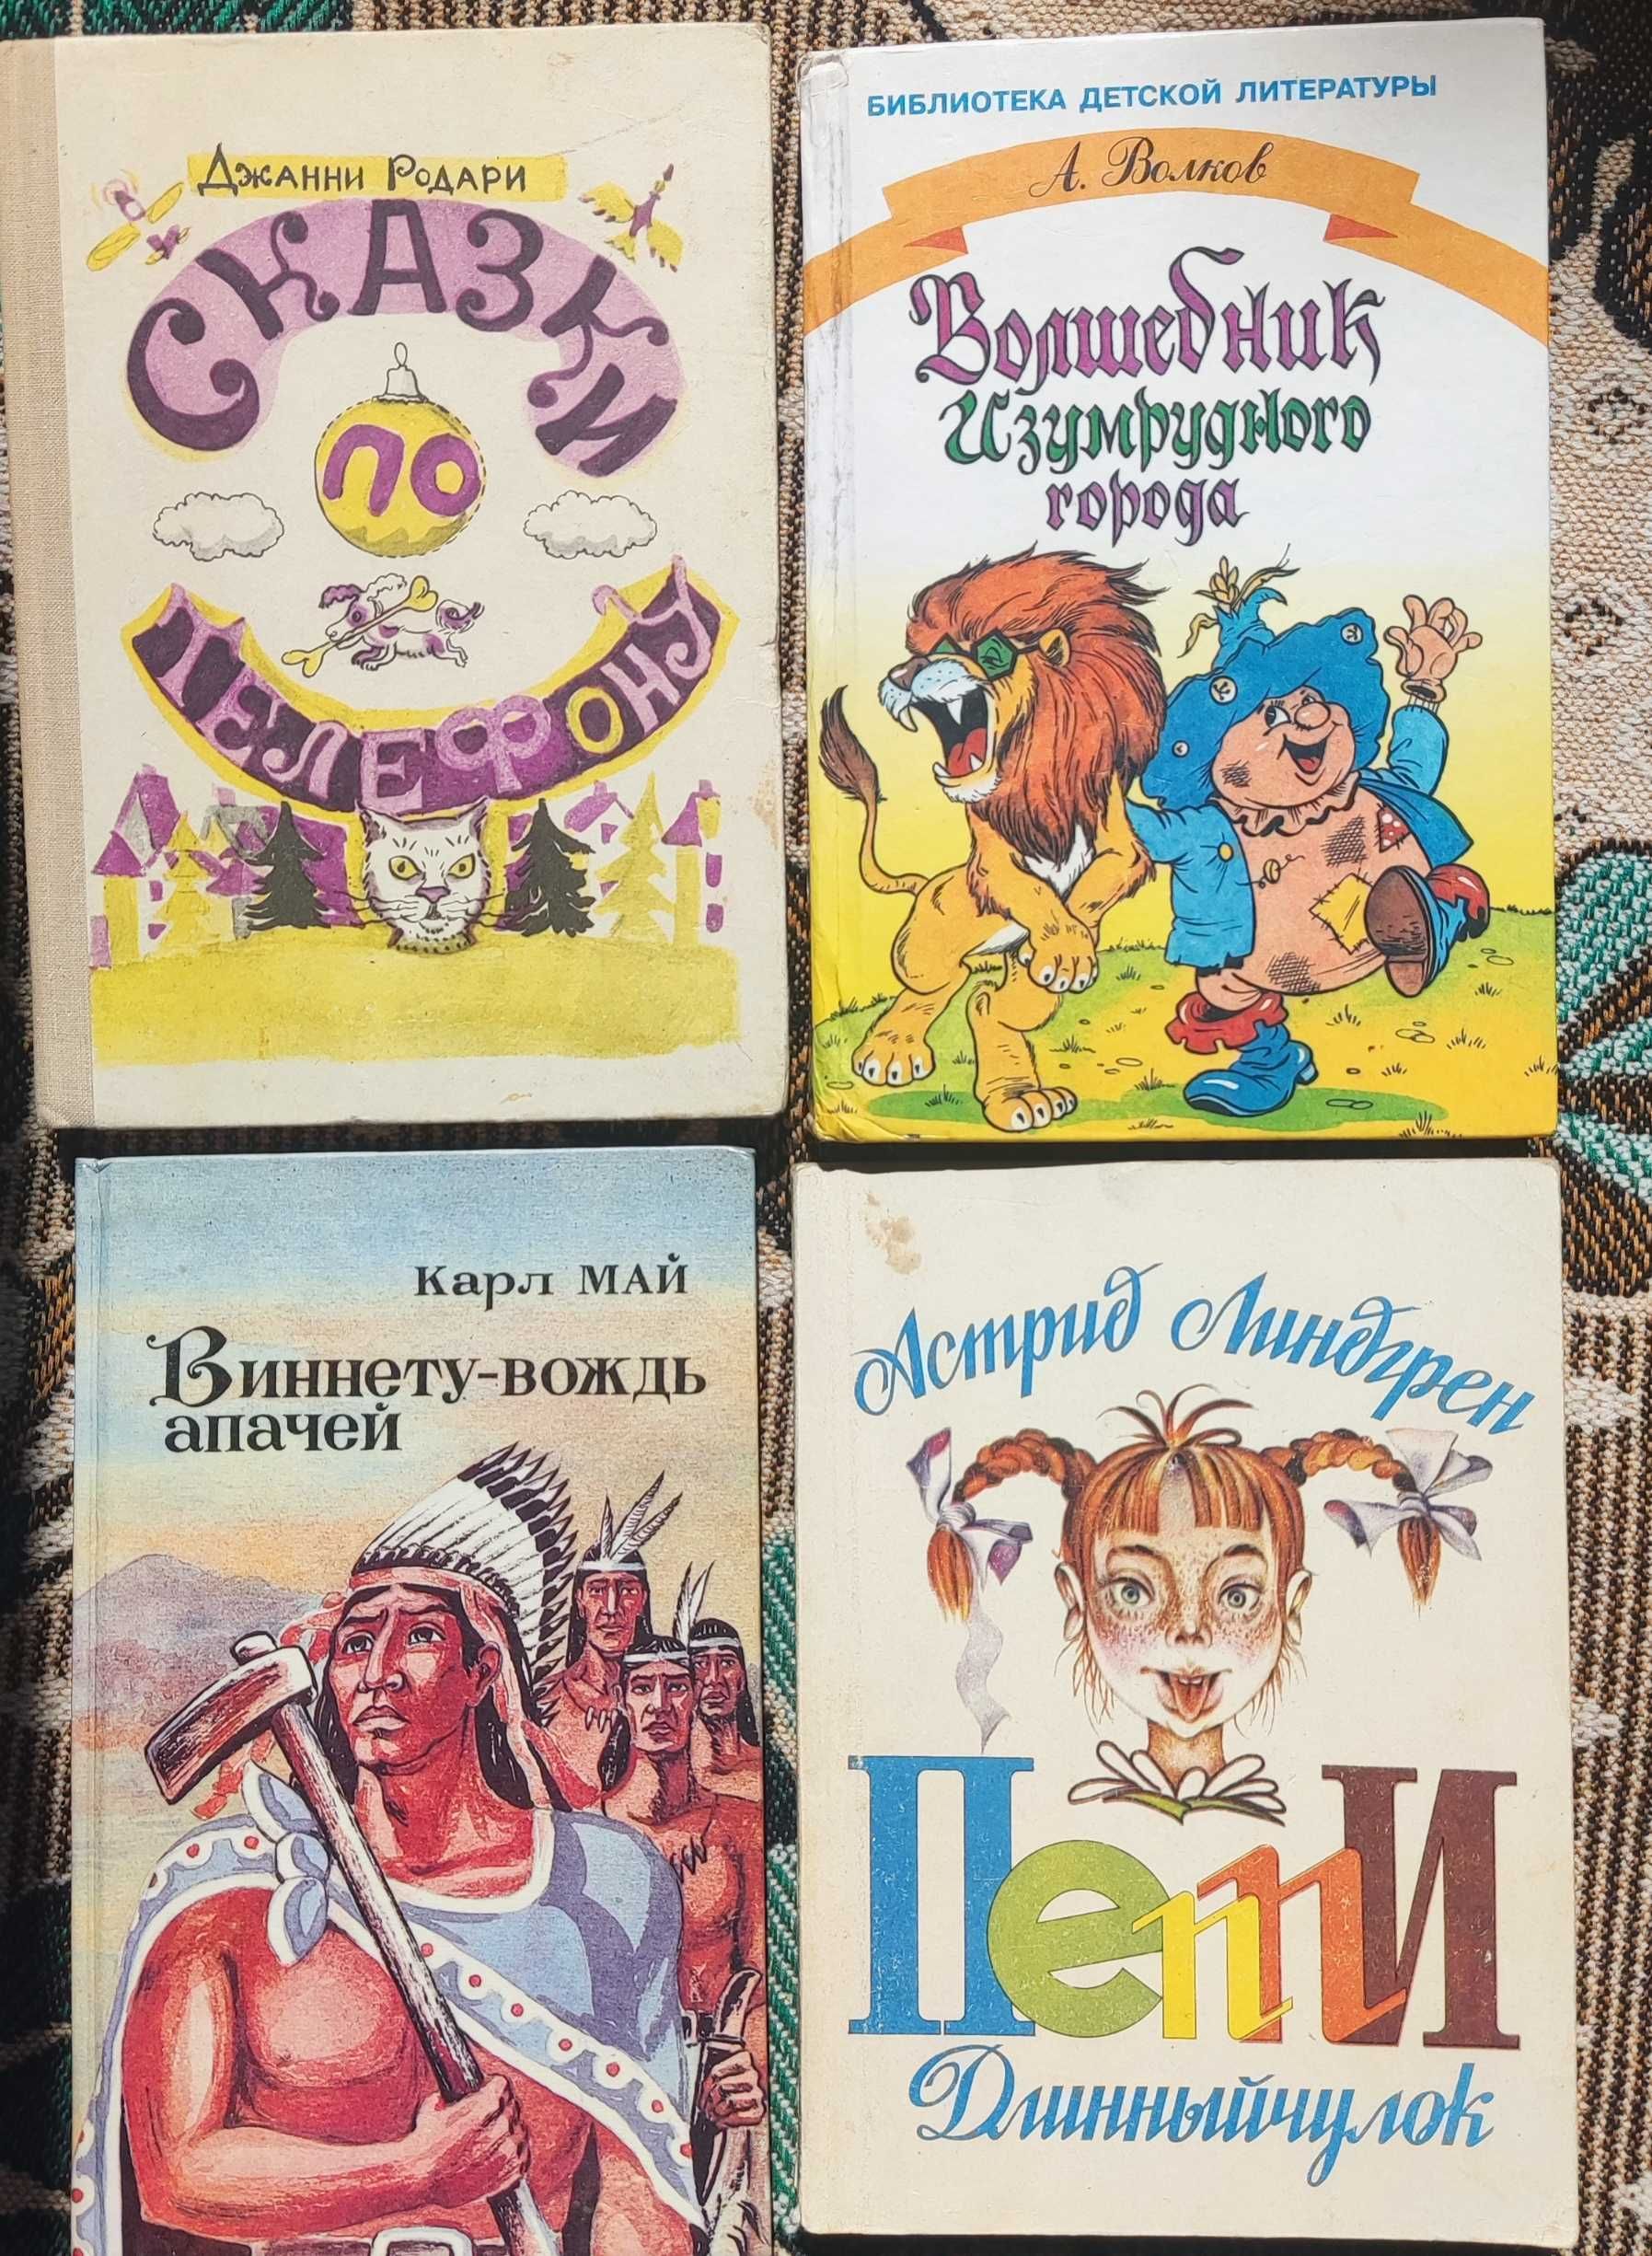 Джанни Родари
СКАЗКИ
ПО
ТЕЛЕФОНУ
БИБЛИОТЕКА ДЕТСКОЙ ЛИТЕРАТУРЫ
А. Волков
Волшебник
Изумрудного
города
Карл МАЙ
Виннету-вождь
апачей
Астрид Линдгрен
ПеппИ
Длинныйчулок